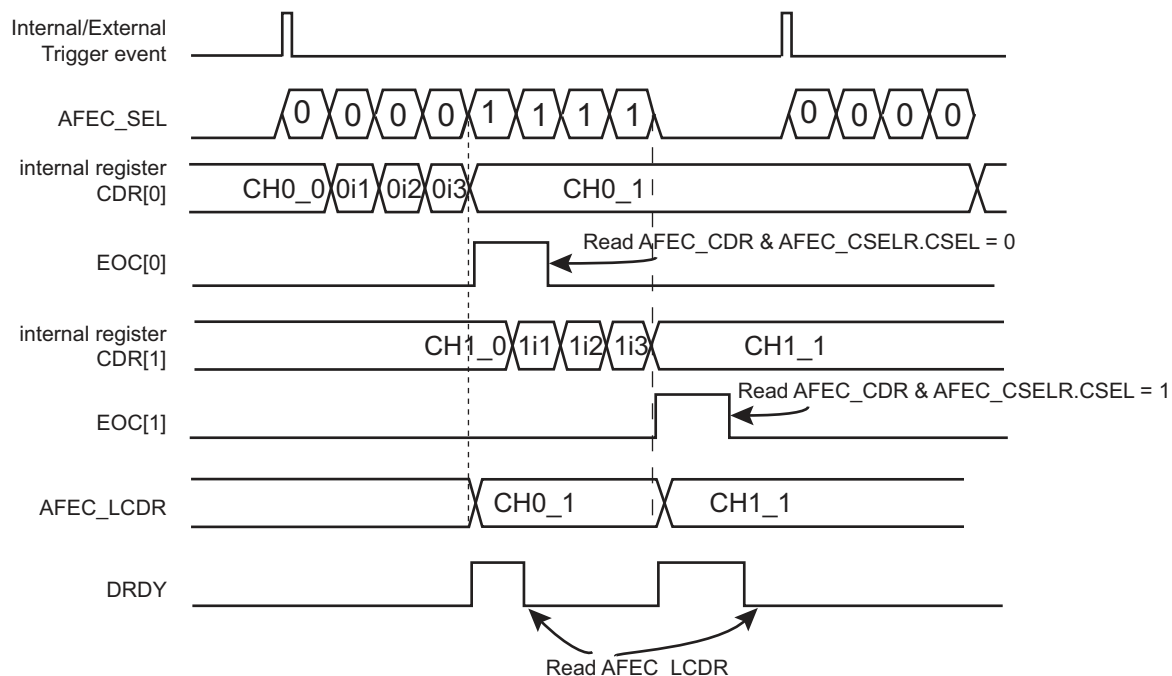 Internal/External
Trigger event
AFEC_SEL
0 0 0 0 1 1 1 1 0 0 0 0
internal register
CDR[0]
CH0_0 0i1 0i2 0i3 CH0_1
EOC[0]
Read AFEC_CDR & AFEC_CSELR.CSEL = 0
internal register
CDR[1]
CH1_0 1i1 1i2 1i3 CH1_1
Read AFEC_CDR & AFEC_CSELR.CSEL = 1
EOC[1]
AFEC_LCDR
CH0_1 CH1_1
DRDY
Read AFEC_LCDR